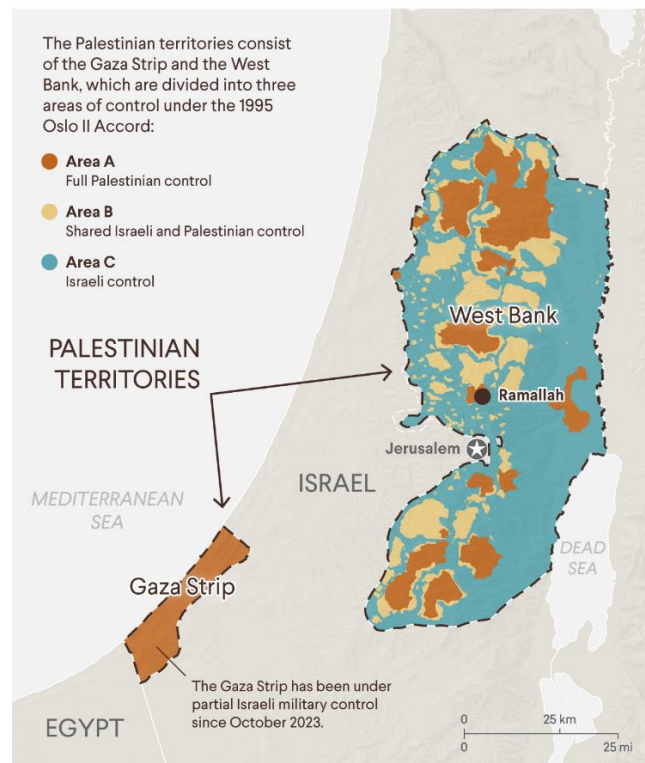 The Palestinian territories consist
of the Gaza Strip and the West
Bank, which are divided into three
areas of control under the 1995
Oslo II Accord:
Area A
Full Palestinian control
Area B
Shared Israeli and Palestinian control
Area C
Israeli control
West Bank
PALESTINIAN
TERRITORIES
Ramallah
Jerusalem
ISRAEL
MEDITERRANEAN
SEA
DEAD
SEA
Gaza Strip
The Gaza Strip has been under
partial Israeli military control
since October 2023.
EGYPT
0 25 km
0 25 mi